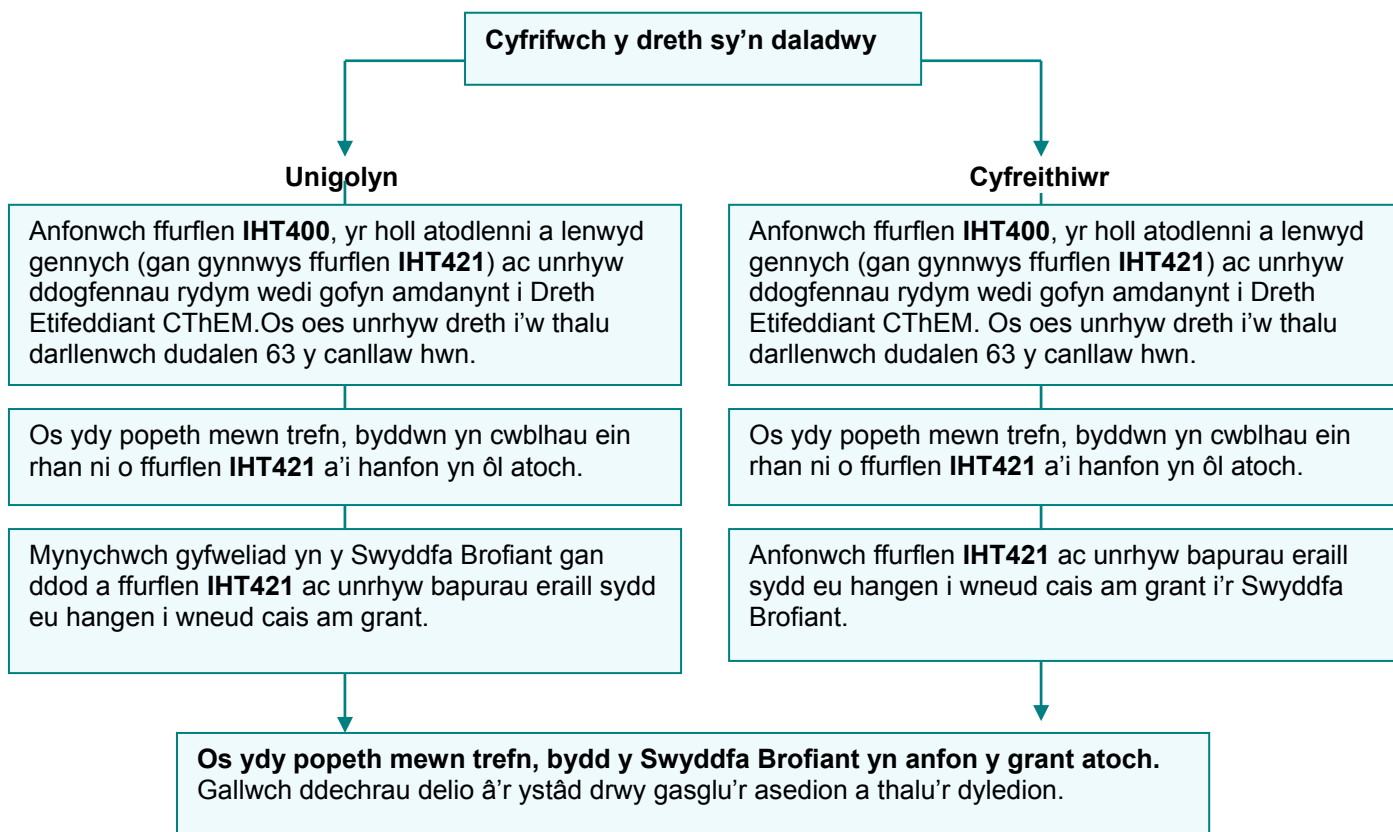 Cyfrifwch y dreth sy’n daladwy
Unigolyn
Anfonwch ffurflen IHT400, yr holl atodlenni a lenwyd
gennych (gan gynnwys ffurflen IHT421) ac unrhyw
ddogfennau rydym wedi gofyn amdanynt i Dreth
Etifeddiant CThEM.Os oes unrhyw dreth i’w thalu
darllenwch dudalen 63 y canllaw hwn.
Os ydy popeth mewn trefn, byddwn yn cwblhau ein
rhan ni o ffurflen IHT421 a’i hanfon yn ôl atoch.
Mynychwch gyfweliad yn y Swyddfa Brofiant gan
ddod a ffurflen IHT421 ac unrhyw bapurau eraill sydd
eu hangen i wneud cais am grant.
Cyfreithiwr
Anfonwch ffurflen IHT400, yr holl atodlenni a lenwyd
gennych (gan gynnwys ffurflen IHT421) ac unrhyw
ddogfennau rydym wedi gofyn amdanynt i Dreth
Etifeddiant CThEM. Os oes unrhyw dreth i’w thalu
darllenwch dudalen 63 y canllaw hwn.
Os ydy popeth mewn trefn, byddwn yn cwblhau ein
rhan ni o ffurflen IHT421 a’i hanfon yn ôl atoch.
Anfonwch ffurflen IHT421 ac unrhyw bapurau eraill
sydd eu hangen i wneud cais am grant i’r Swyddfa
Brofiant.
Os ydy popeth mewn trefn, bydd y Swyddfa Brofiant yn anfon y grant atoch.
Gallwch ddechrau delio â’r ystâd drwy gasglu’r asedion a thalu’r dyledion.